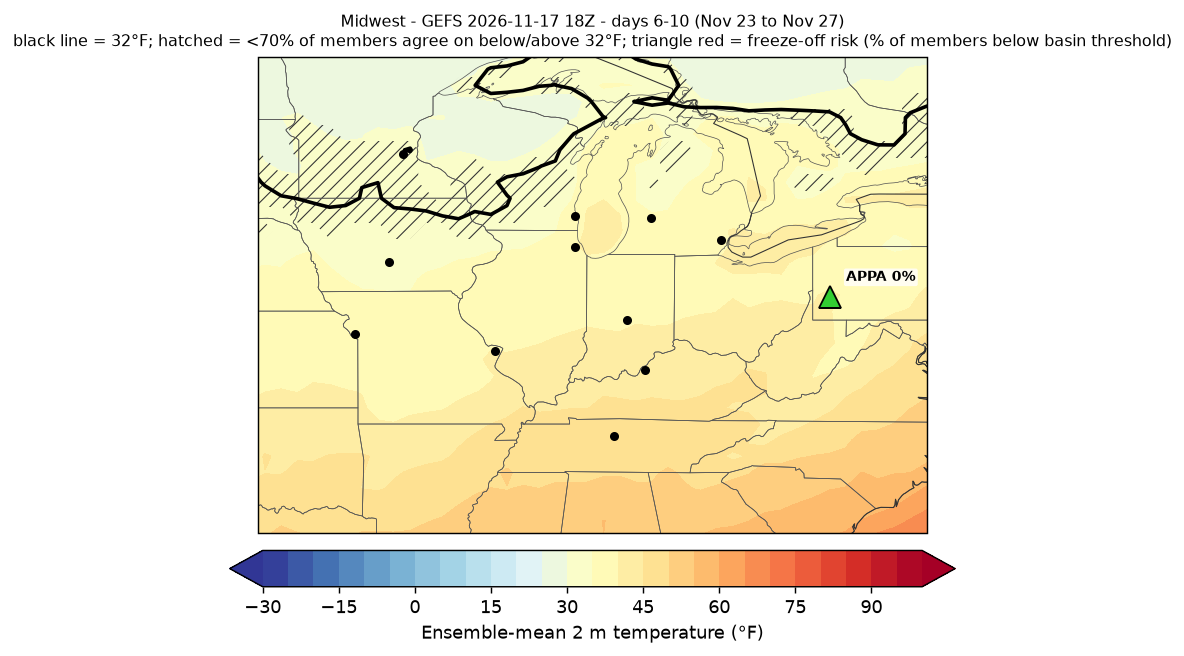 Midwest - GEFS 2026-11-17 18Z - days 6-10 (Nov 23 to Nov 27)
black line = 32°F; hatched = <70% of members agree on below/above 32°F; triangle red = freeze-off risk (% of members below basin threshold)
APPA 0%
−30 −15 0 15 30 45 60 75 90
Ensemble-mean 2 m temperature (°F)